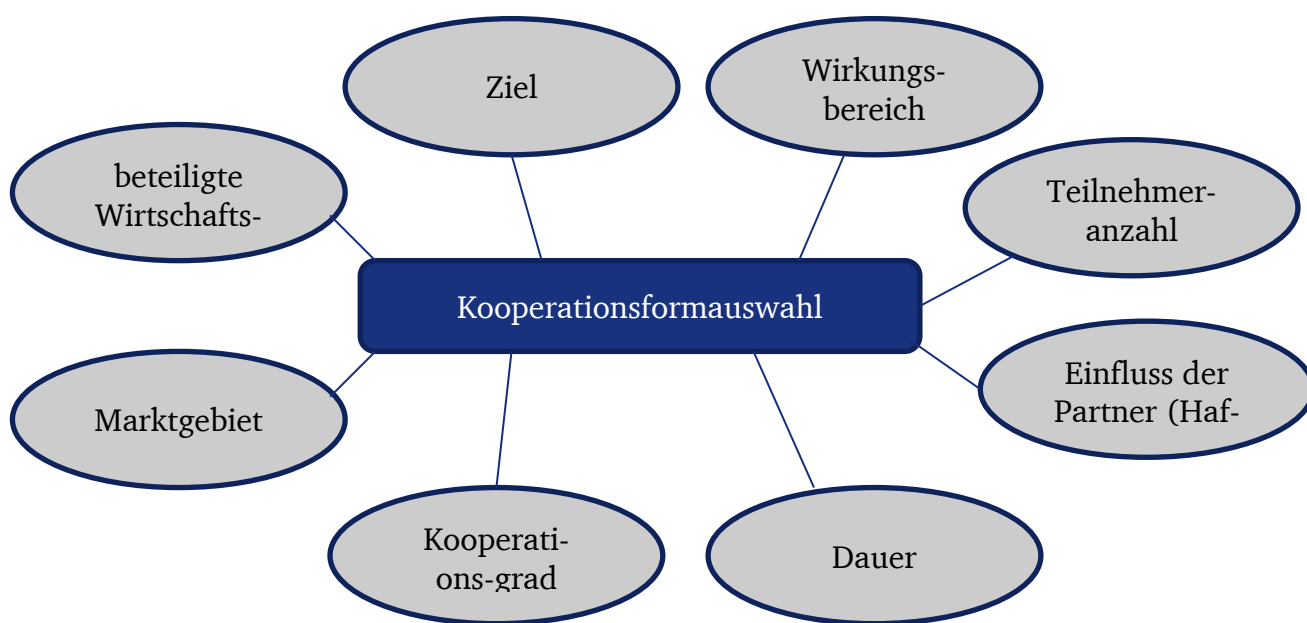 Ziel
Wirkungs-
bereich
beteiligte
Wirtschafts-
Teilnehmer-
anzahl
Kooperationsformauswahl
Marktgebiet
Einfluss der
Partner (Haf-
Kooperati-
ons-grad
Dauer